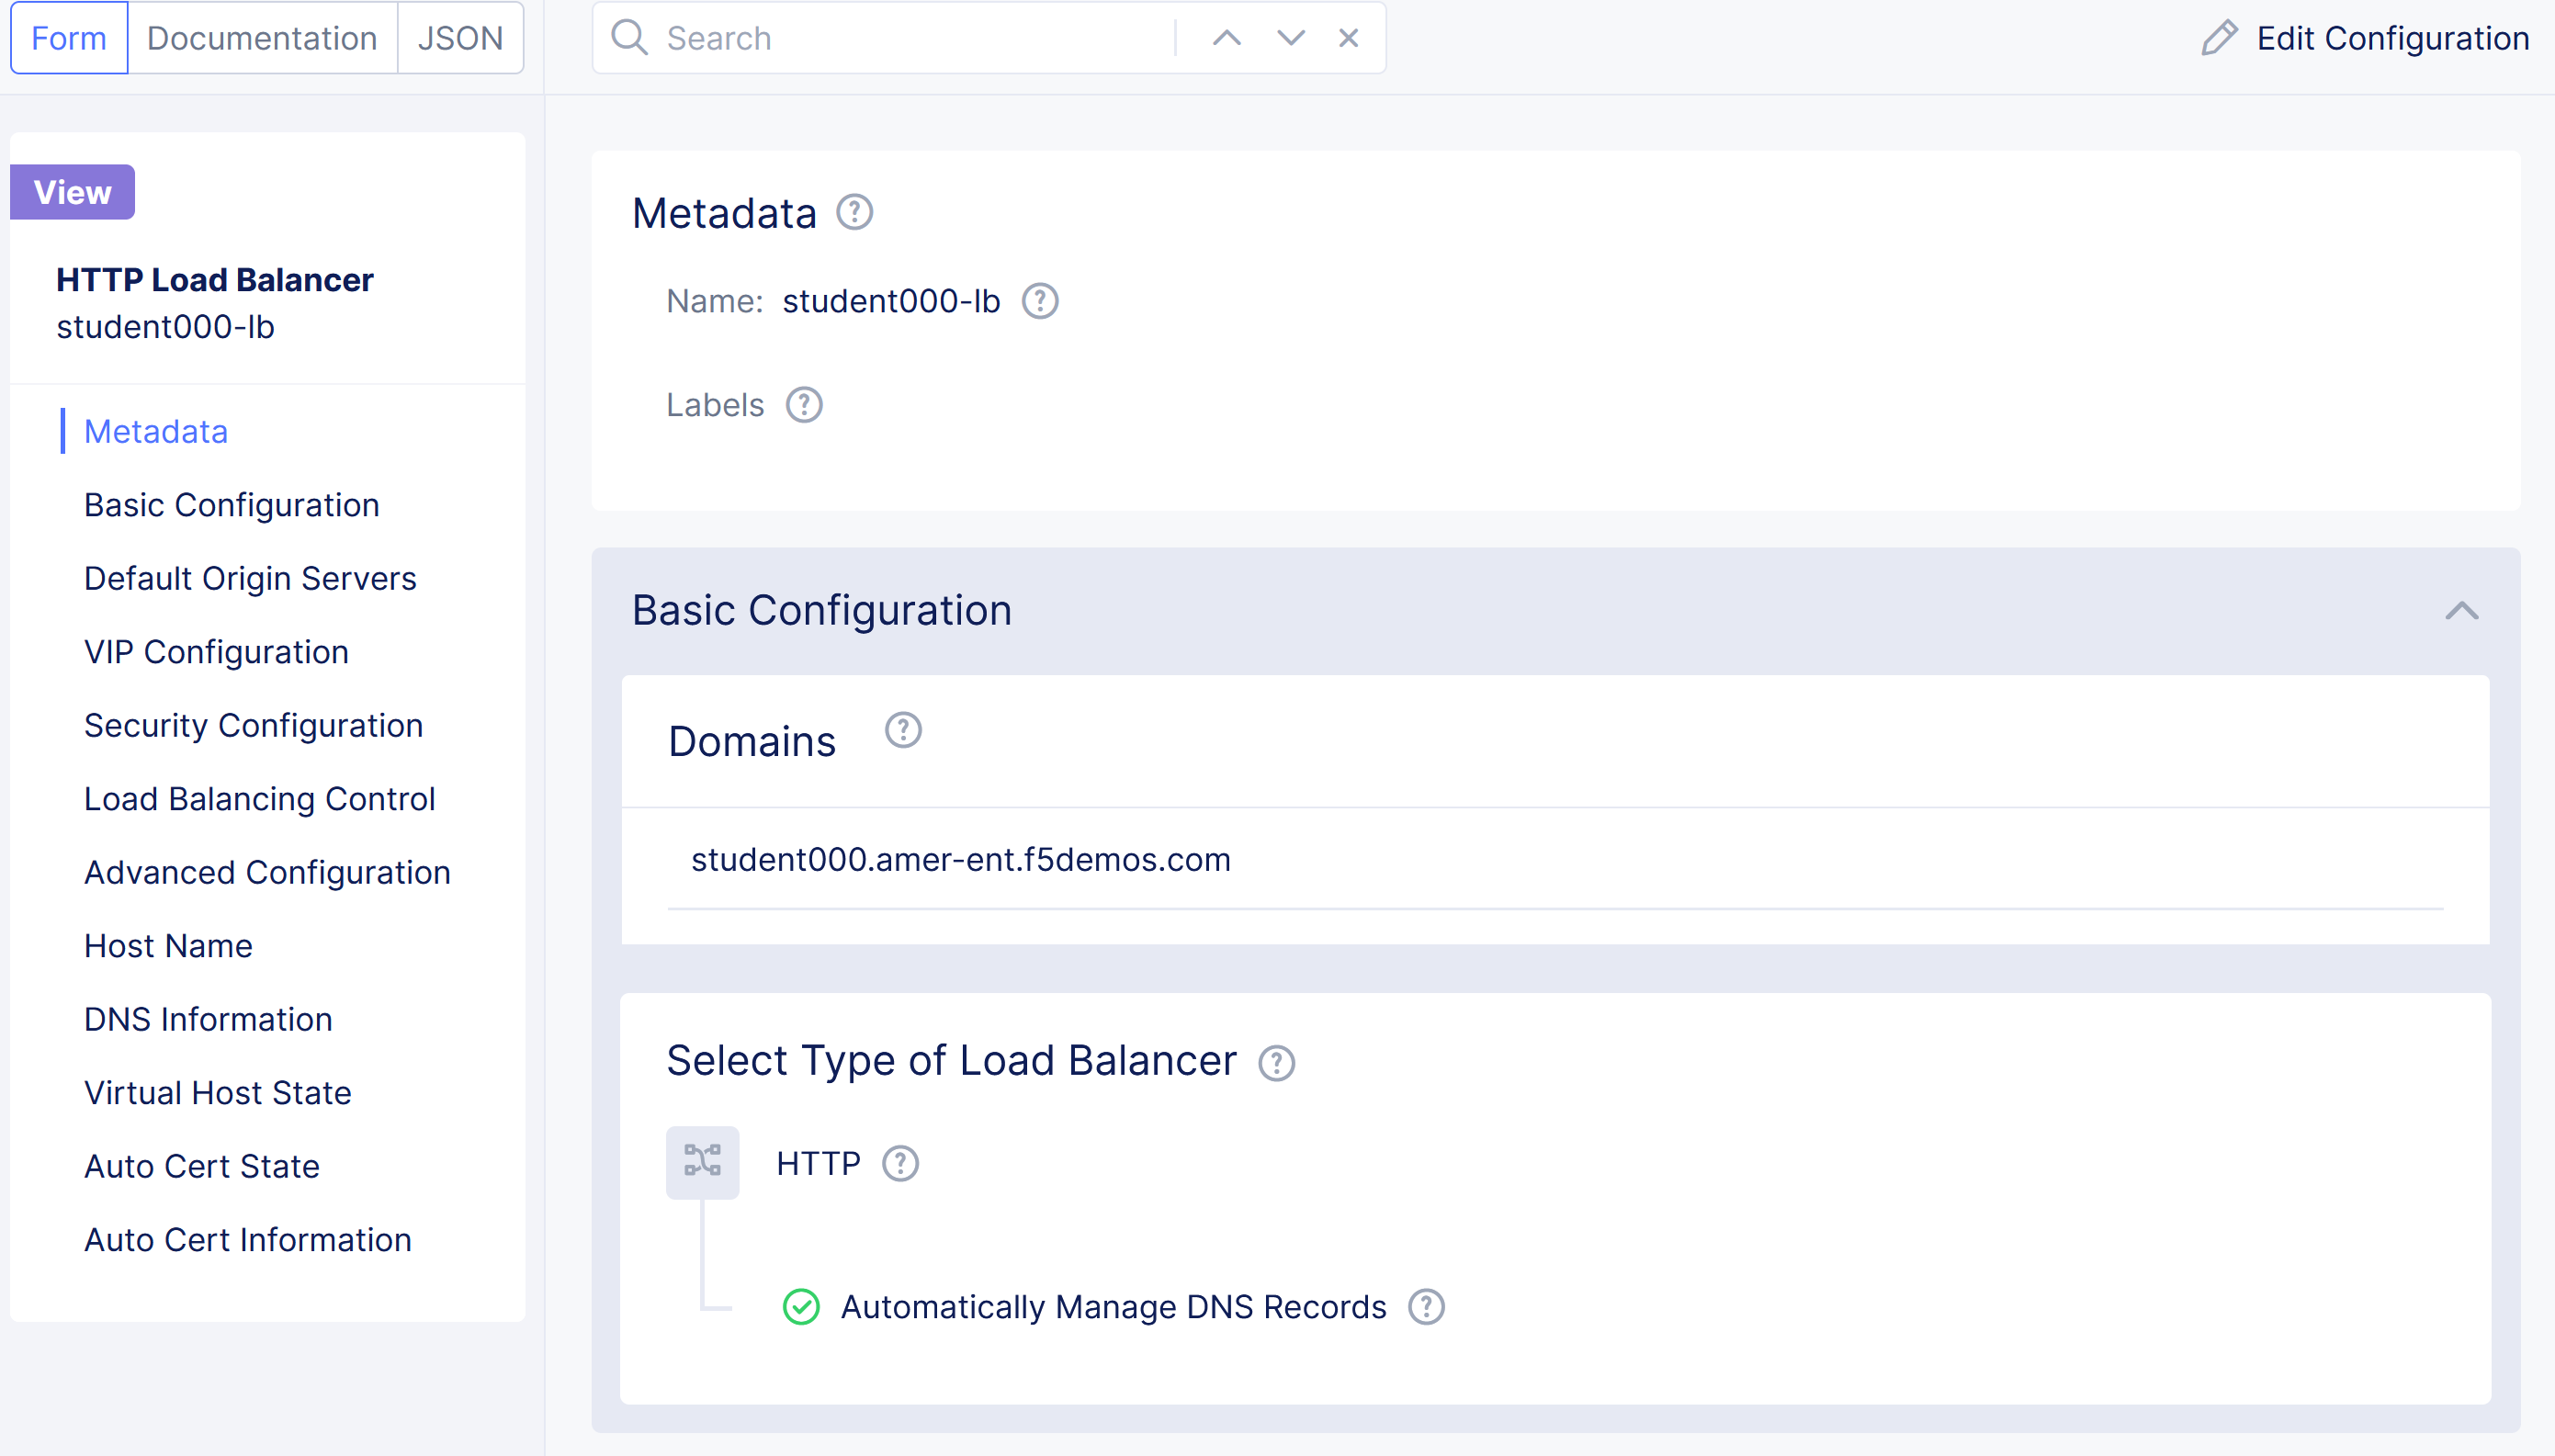 Form
Documentation
JSON
Search
Edit Configuration
View
HTTP Load Balancer
student000-lb
Metadata
Basic Configuration
Default Origin Servers
VIP Configuration
Security Configuration
Load Balancing Control
Advanced Configuration
Host Name
DNS Information
Virtual Host State
Auto Cert State
Auto Cert Information
Metadata
Name: student000-lb
Labels
Basic Configuration
Domains
student000.amer-ent.f5demos.com
Select Type of Load Balancer
HTTP
Automatically Manage DNS Records